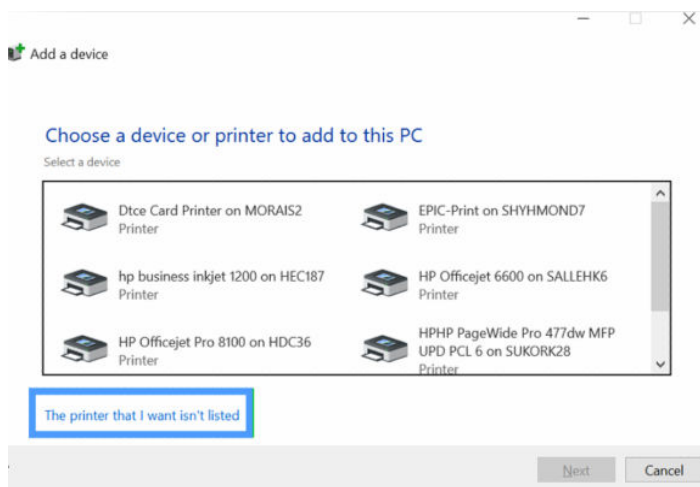 Add a device
Choose a device or printer to add to this PC
Select a device
Dtce Card Printer on MORAIS2
Printer
EPIC-Print on SHYHMOND7
Printer
hp business inkjet 1200 on HEC187
Printer
HP Officejet 6600 on SALLEHK6
Printer
HP Officejet Pro 8100 on HDC36
Printer
HPHP PageWide Pro 477dw MFP
UPD PCL 6 on SUKORK28
Printer
The printer that I want isn't listed
Next
Cancel